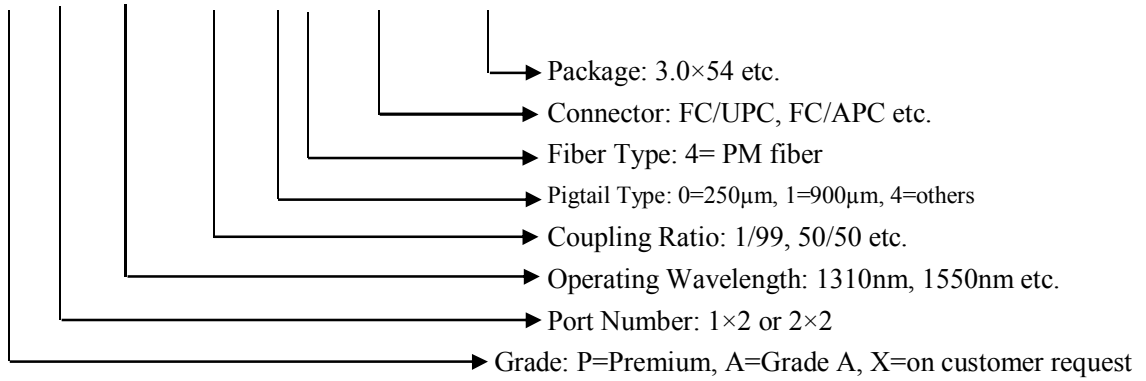 Package: 3.0×54 etc.
Connector: FC/UPC, FC/APC etc.
Fiber Type: 4= PM fiber
Pigtail Type: 0=250μm, 1=900μm, 4=others
Coupling Ratio: 1/99, 50/50 etc.
Operating Wavelength: 1310nm, 1550nm etc.
Port Number: 1×2 or 2×2
Grade: P=Premium, A=Grade A, X=on customer request